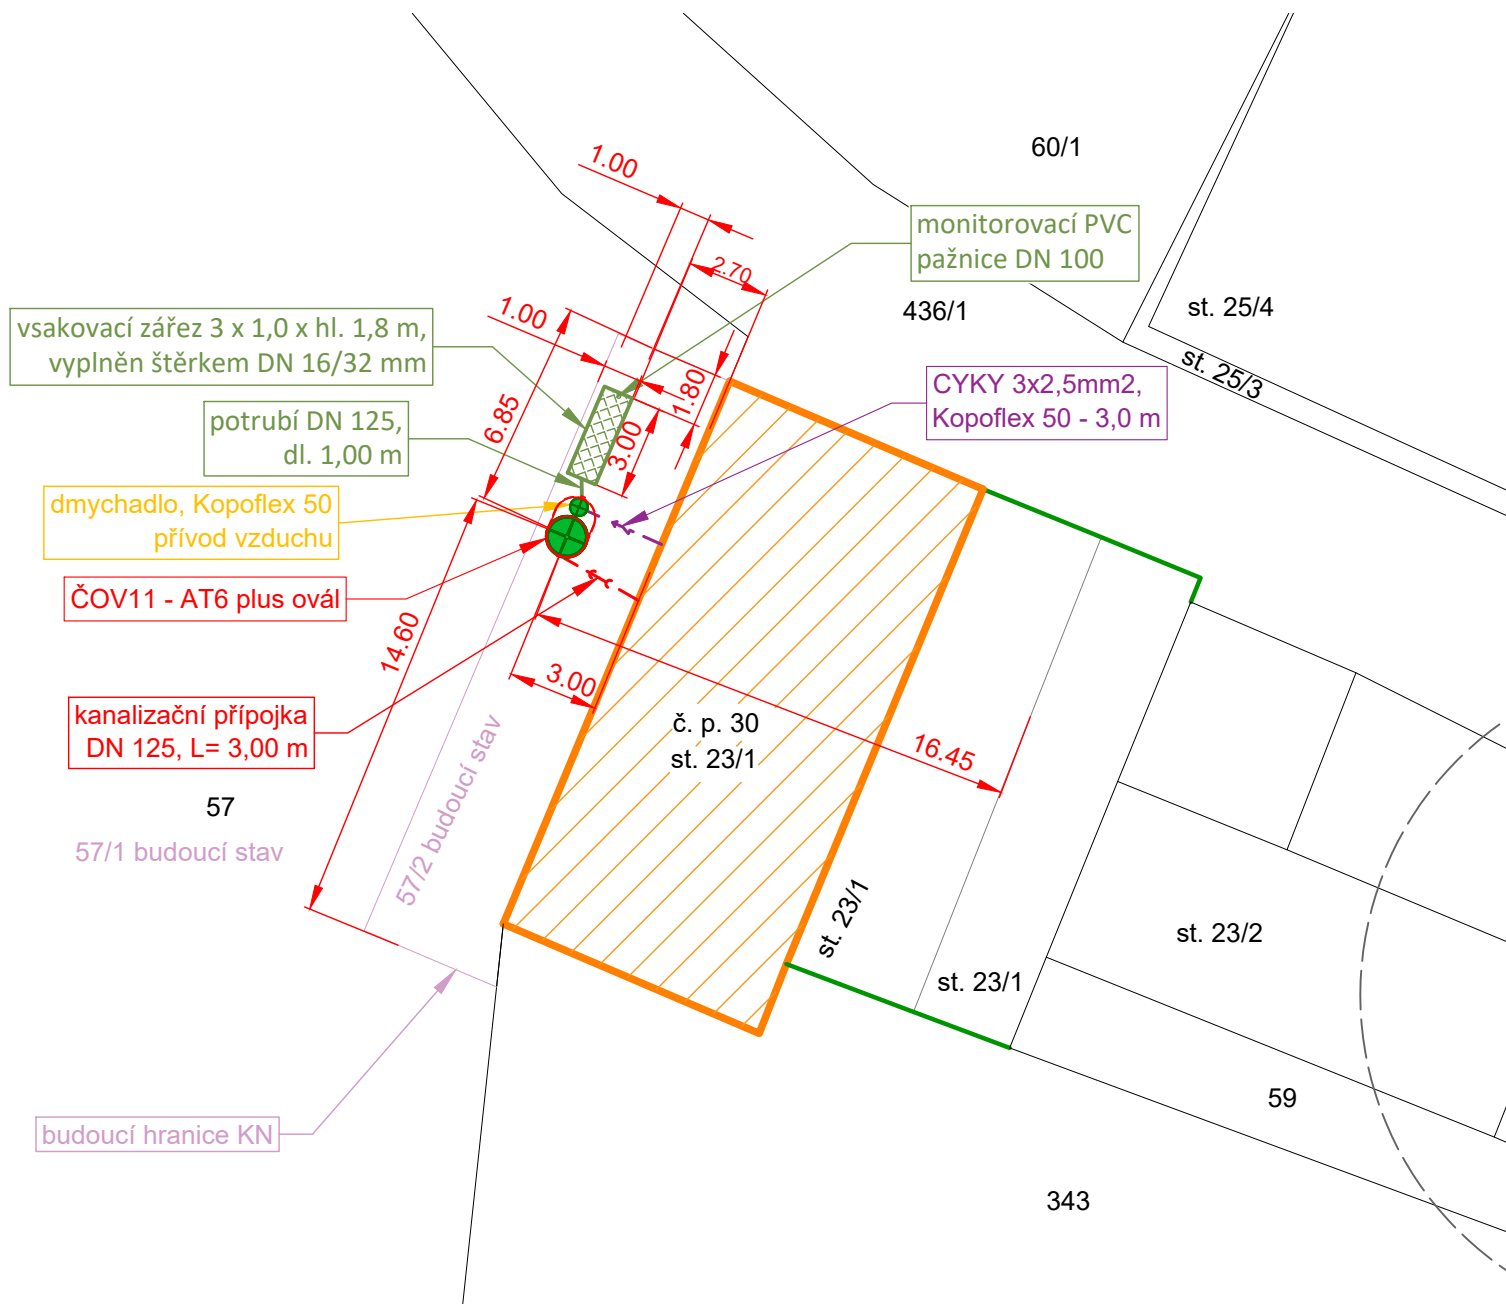 60/1
1.00
monitorovací PVC
pažnice DN 100
2.70
436/1
st. 25/4
st. 25/3
1.00
vsakovací zářez 3 x 1,0 x hl. 1,8 m,
vyplněn štěrkem DN 16/32 mm
CYKY 3x2,5mm2,
Kopoflex 50 - 3,0 m
1.80
6.85
3.00
potrubí DN 125,
dl. 1,00 m
dmychadlo, Kopoflex 50
přívod vzduchu
ČOV11 - AT6 plus ovál
14.60
3.00
kanalizační přípojka
DN 125, L= 3,00 m
č. p. 30
st. 23/1
16.45
57
57/1 budoucí stav
57/2 budoucí stav
st. 23/1
st. 23/2
st. 23/1
59
budoucí hranice KN
343